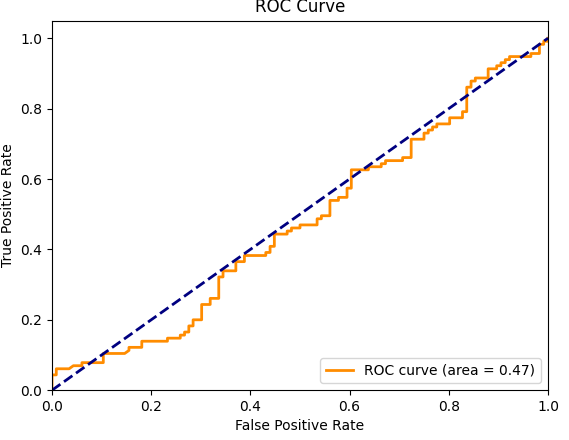 ROC Curve
1.0
0.8
0.6
0.4
0.2
0.0
True Positive Rate
ROC curve (area = 0.47)
0.0 0.2 0.4 0.6 0.8 1.0
False Positive Rate